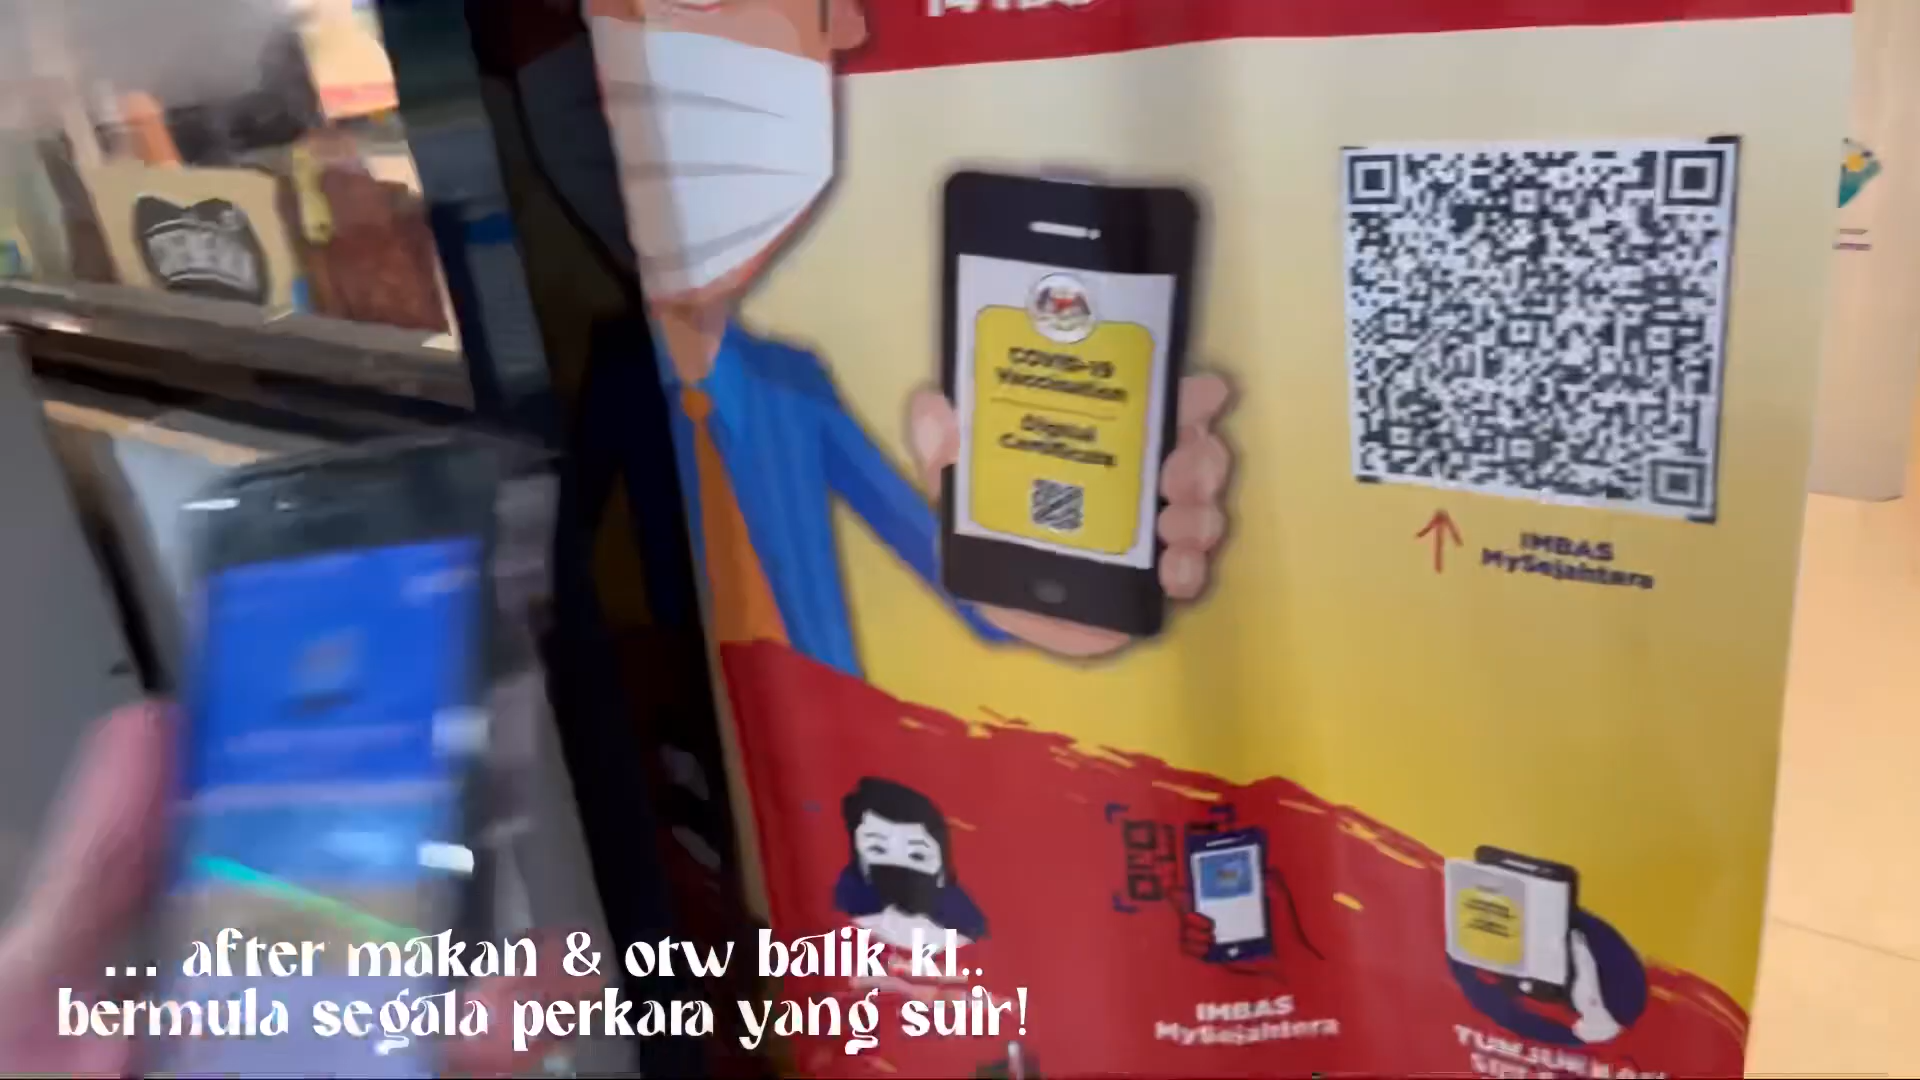 COVID-19
Vaccination
Digital
Certificate
IMBAS
MySejahtera
IMBAS
MySejahtera
... after makan & otw balik kl..
bermula segala perkara yang suir!